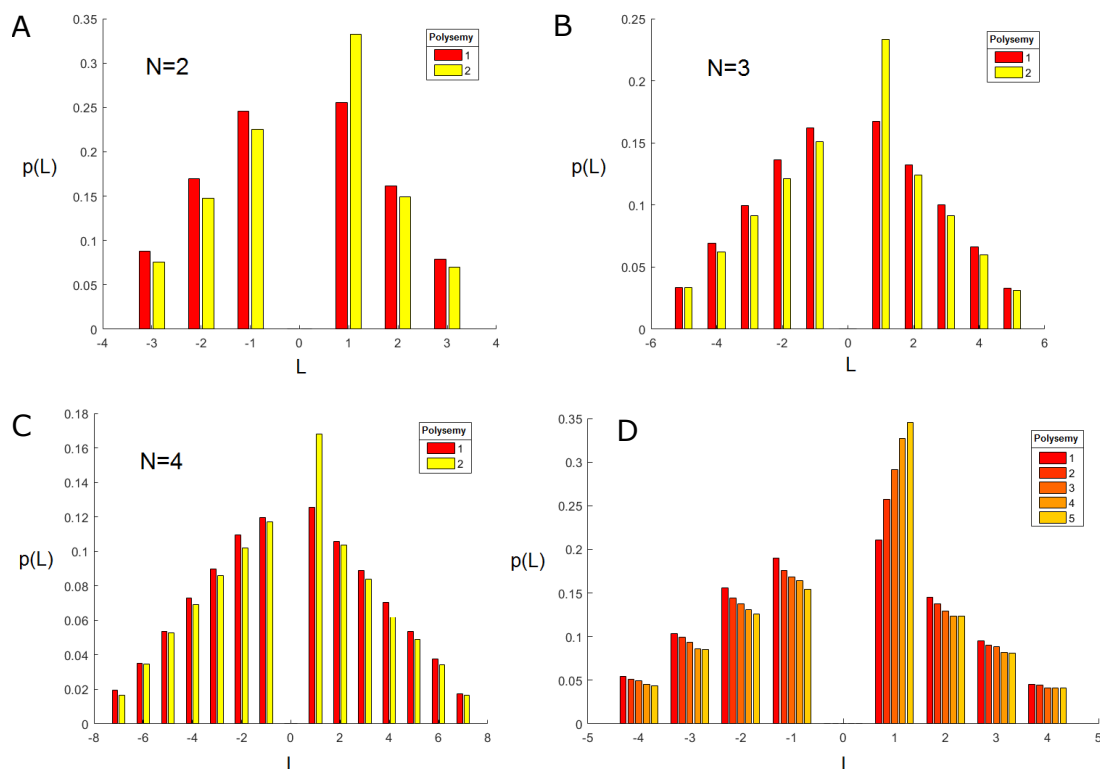 A
N=2
Polysemy
1
2
p(L)
0.35
0.3
0.25
0.2
0.15
0.1
0.05
0
-4 -3 -2 -1 0 1 2 3 4
L
B
N=3
Polysemy
1
2
p(L)
0.25
0.2
0.15
0.1
0.05
0
-6 -4 -2 0 2 4 6
L
C
N=4
Polysemy
1
2
p(L)
0.18
0.16
0.14
0.12
0.1
0.08
0.06
0.04
0.02
0
-8 -6 -4 -2 0 2 4 6 8
D
Polysemy
1
2
3
4
5
p(L)
0.35
0.3
0.25
0.2
0.15
0.1
0.05
0
-5 -4 -3 -2 -1 0 1 2 3 4 5